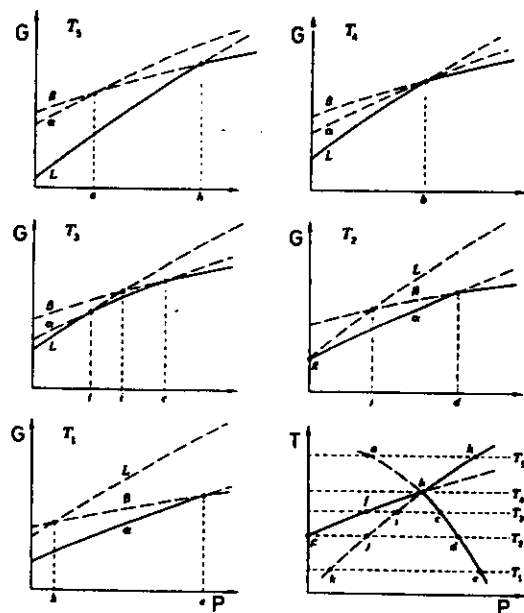 G T₅
β
α
L
a h
G T₄
β
α
L
b
G T₃
β
α
L
f i c
G T₂
L
β
α
j d
G T₁
L
β
α
k e
P
T
a h T₅
b T₄
f i c T₃
j d T₂
k e T₁
P